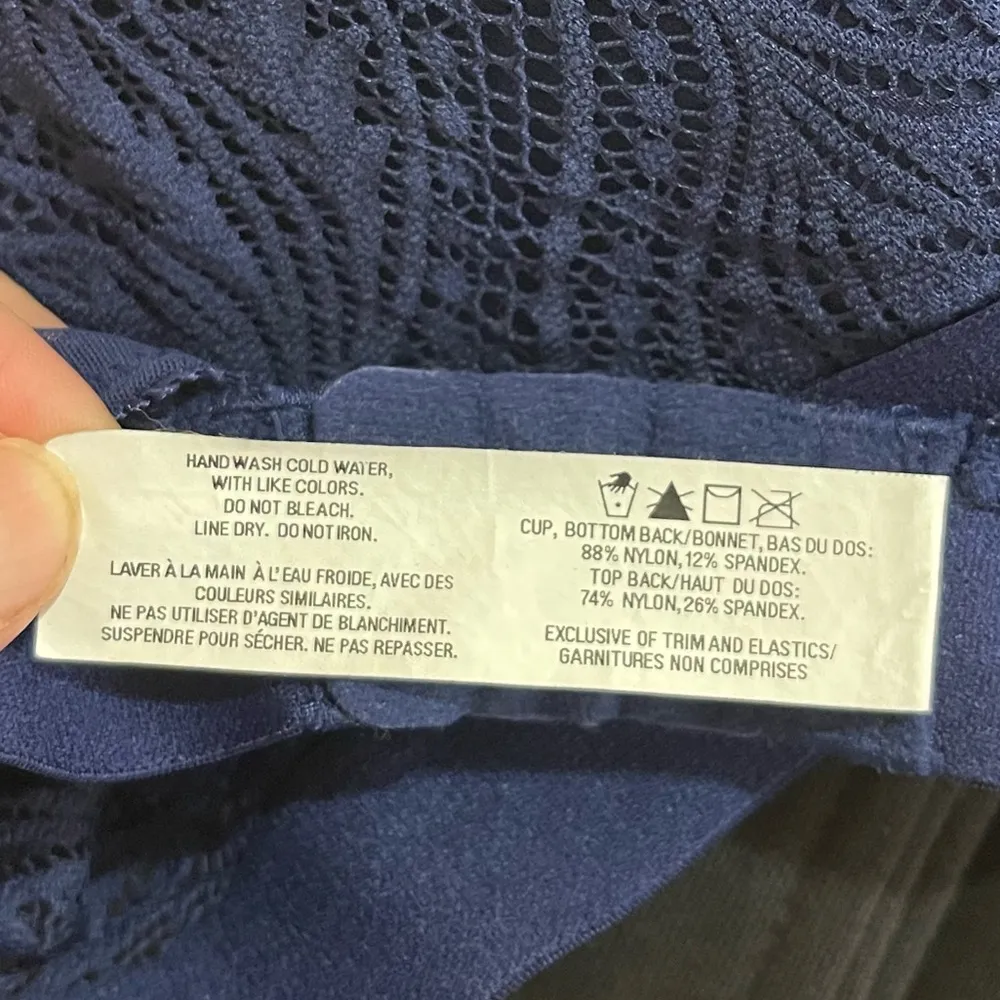 HAND WASH COLD WATER,
WITH LIKE COLORS.
DO NOT BLEACH.
LINE DRY. DO NOT IRON.
LAVER À LA MAIN À L'EAU FROIDE, AVEC DES
COULEURS SIMILAIRES.
NE PAS UTILISER D'AGENT DE BLANCHIMENT.
SUSPENDRE POUR SÉCHER. NE PAS REPASSER.
CUP, BOTTOM BACK/BONNET, BAS DU DOS:
88% NYLON, 12% SPANDEX.
TOP BACK/HAUT DU DOS:
74% NYLON, 26% SPANDEX.
EXCLUSIVE OF TRIM AND ELASTICS/
GARNITURES NON COMPRISES